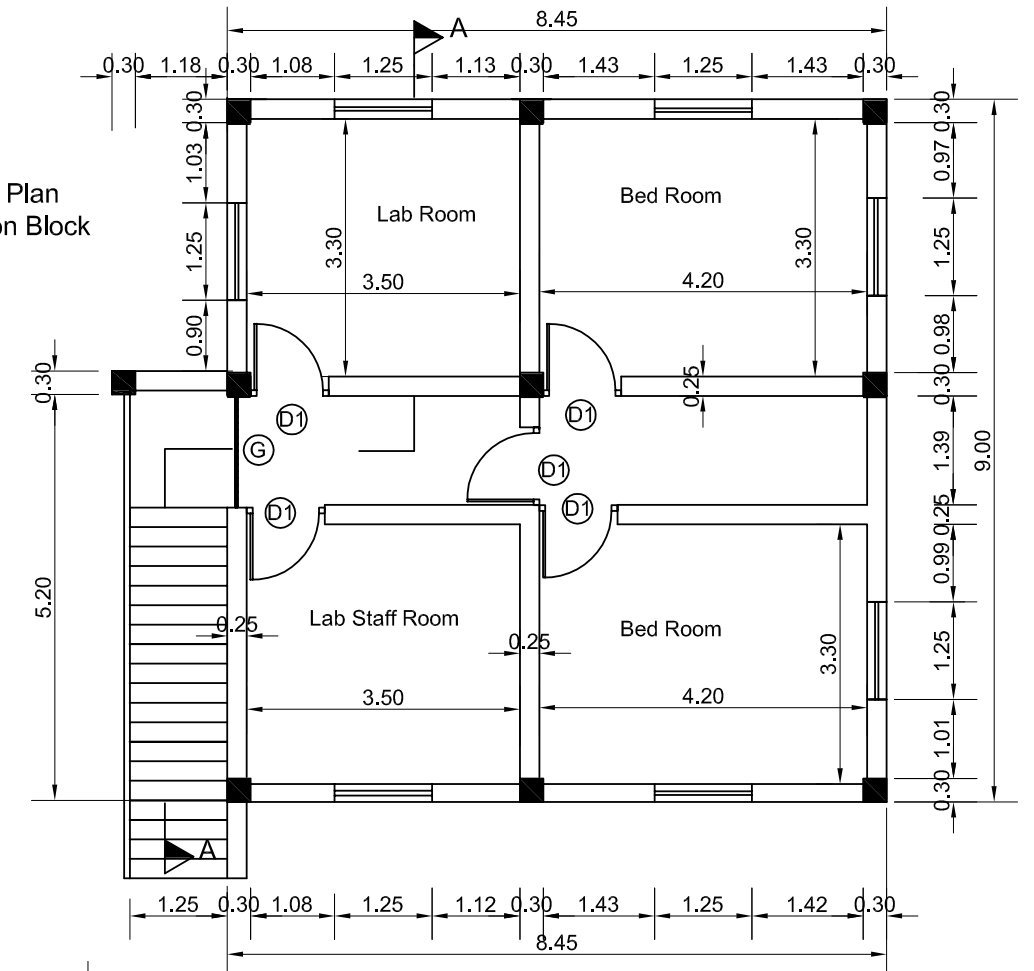 8.45
A
0.30 1.18 0.30 1.08 1.25 1.13 0.30 1.43 1.25 1.43 0.30
0.30
1.03
1.25
0.90
0.30
0.97
1.25
0.98
0.30
1.39
0.25
0.99
1.25
1.01
0.30
9.00
Plan
on Block
Lab Room
3.30
3.50
Bed Room
3.30
4.20
0.30
5.20
0.25
D1
D1
G
D1
D1
D1
Lab Staff Room
0.25
0.25
3.50
Bed Room
3.30
4.20
A
1.25 0.30 1.08 1.25 1.12 0.30 1.43 1.25 1.42 0.30
8.45